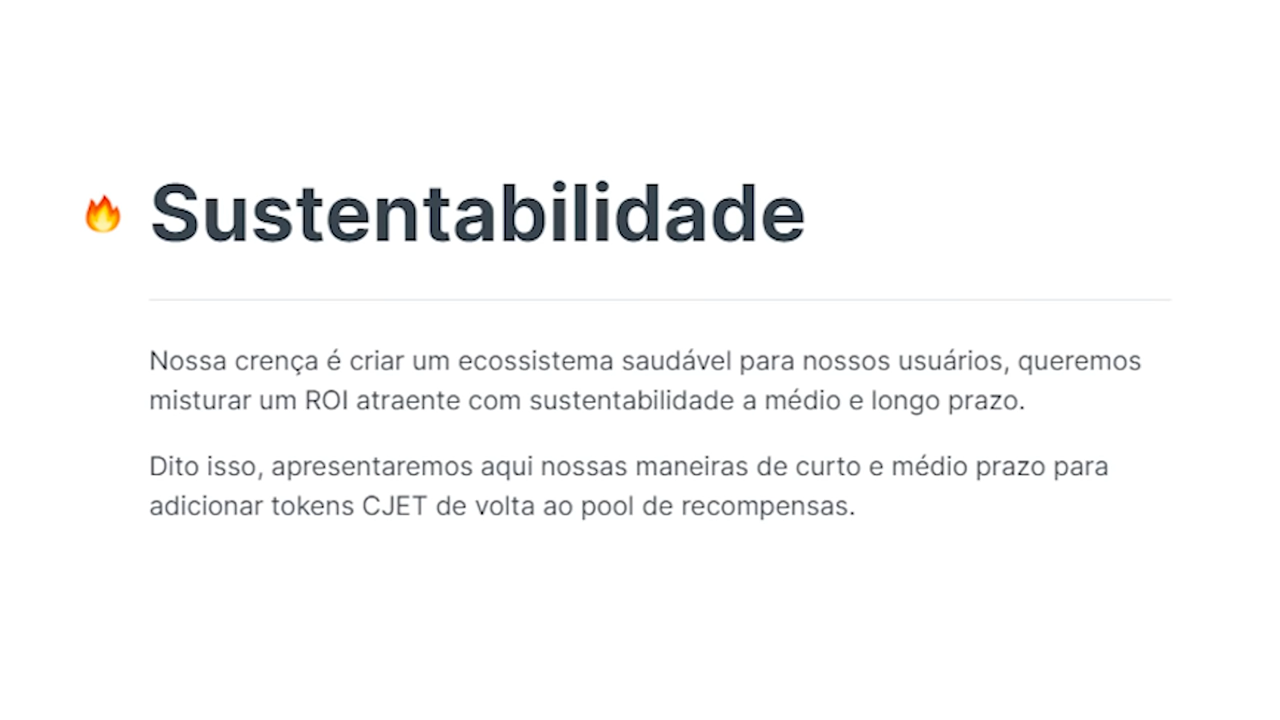 🔥 Sustentabilidade
Nossa crença é criar um ecossistema saudável para nossos usuários, queremos
misturar um ROI atraente com sustentabilidade a médio e longo prazo.
Dito isso, apresentaremos aqui nossas maneiras de curto e médio prazo para
adicionar tokens CJET de volta ao pool de recompensas.